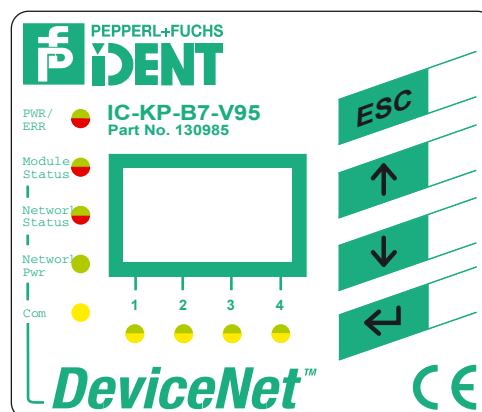 PEPPERL+FUCHS
IDENT
IC-KP-B7-V95
Part No. 130985
PWR/
ERR
Module
Status
Network
Status
Network
Pwr
Com
1 2 3 4
ESC
DeviceNet™
CE